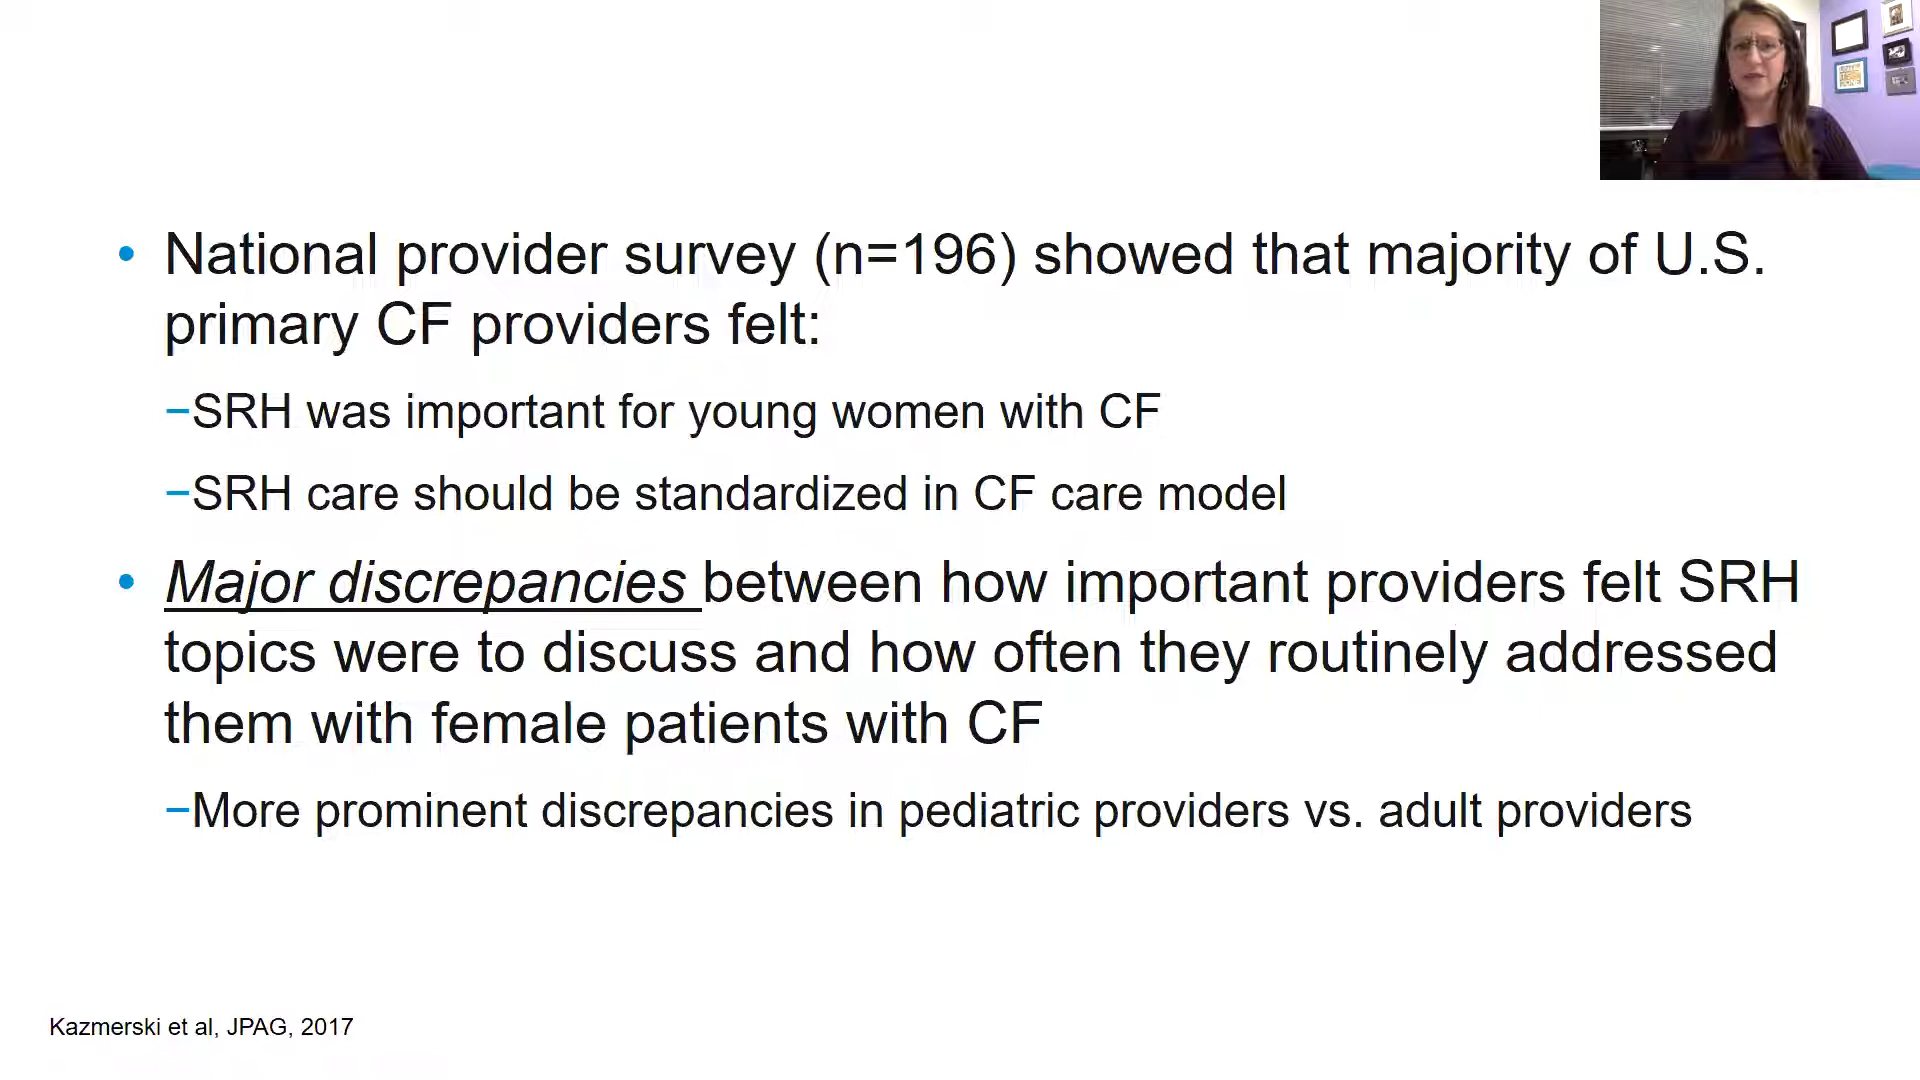 • National provider survey (n=196) showed that majority of U.S.
primary CF providers felt:
−SRH was important for young women with CF
−SRH care should be standardized in CF care model
• Major discrepancies between how important providers felt SRH
topics were to discuss and how often they routinely addressed
them with female patients with CF
−More prominent discrepancies in pediatric providers vs. adult providers
Kazmerski et al, JPAG, 2017